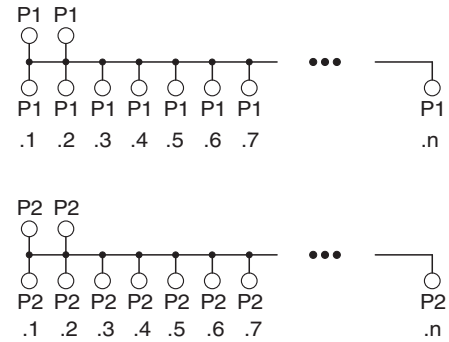 P1 P1
P1 P1 P1 P1 P1 P1 P1 P1
.1 .2 .3 .4 .5 .6 .7 .n
P2 P2
P2 P2 P2 P2 P2 P2 P2 P2
.1 .2 .3 .4 .5 .6 .7 .n